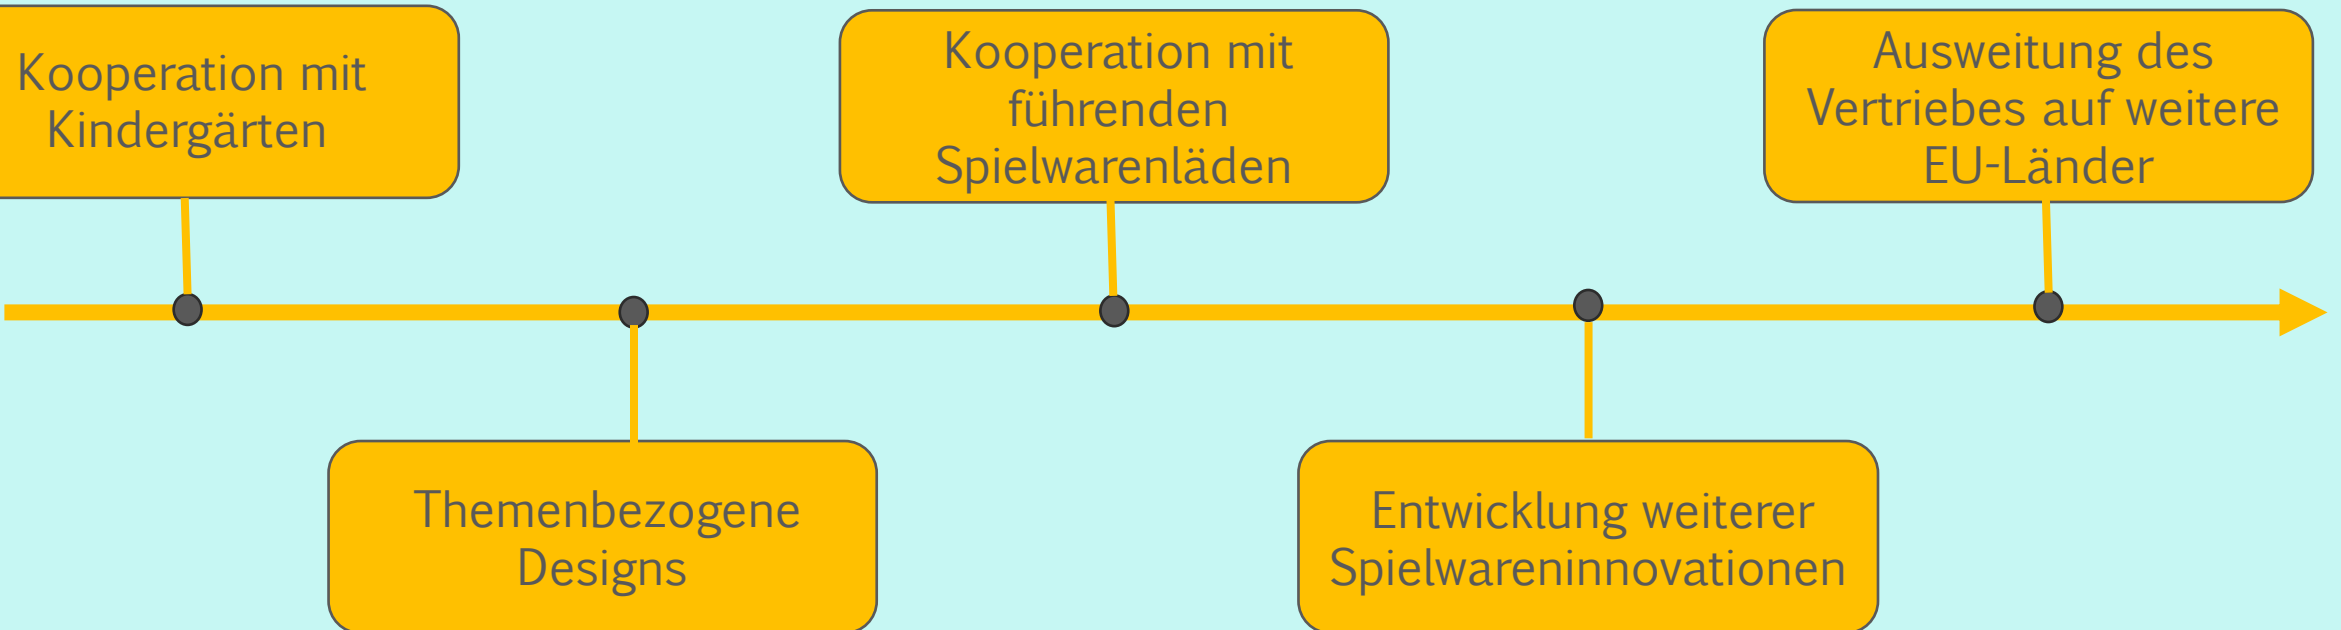 Kooperation mit
Kindergärten
Kooperation mit
führenden
Spielwarenläden
Ausweitung des
Vertriebes auf weitere
EU-Länder
Themenbezogene
Designs
Entwicklung weiterer
Spielwareninnovationen